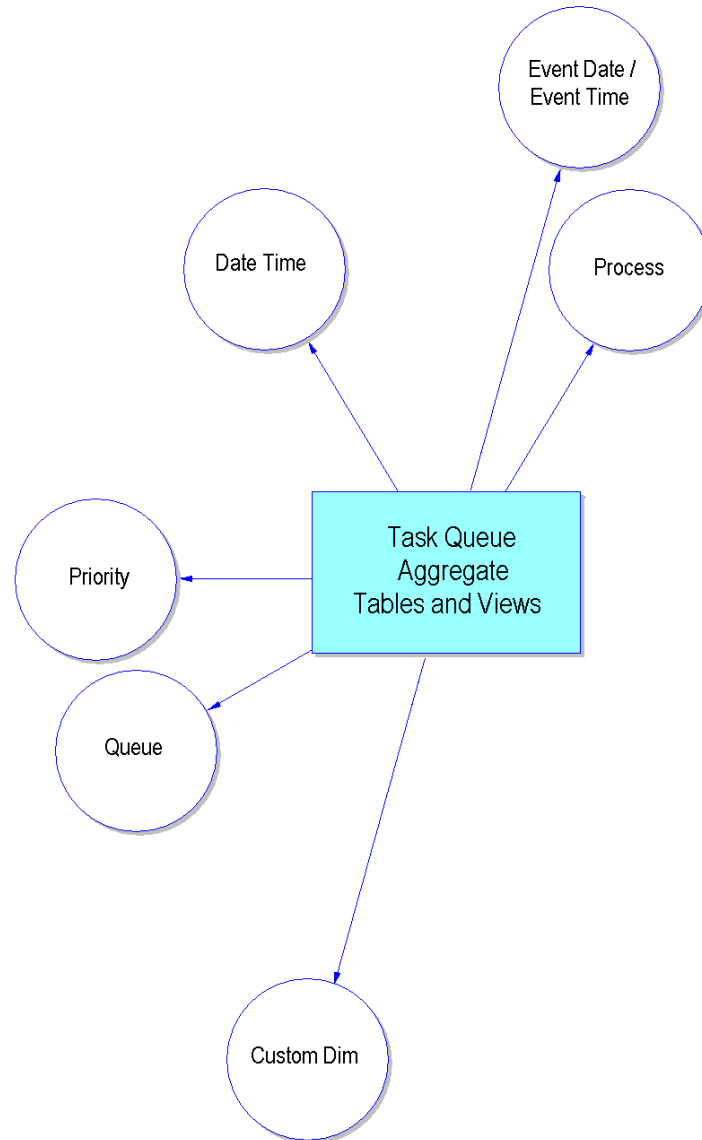 Event Date /
Event Time
Date Time
Process
Task Queue
Aggregate
Tables and Views
Priority
Queue
Custom Dim